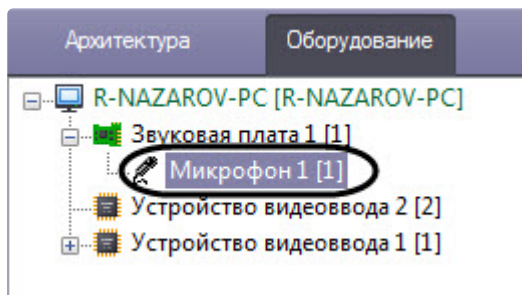 Архитектура Оборудование
R-NAZAROV-PC [R-NAZAROV-PC]
Звуковая плата 1 [1]
Микрофон 1 [1]
Устройство видеоввода 2 [2]
Устройство видеоввода 1 [1]